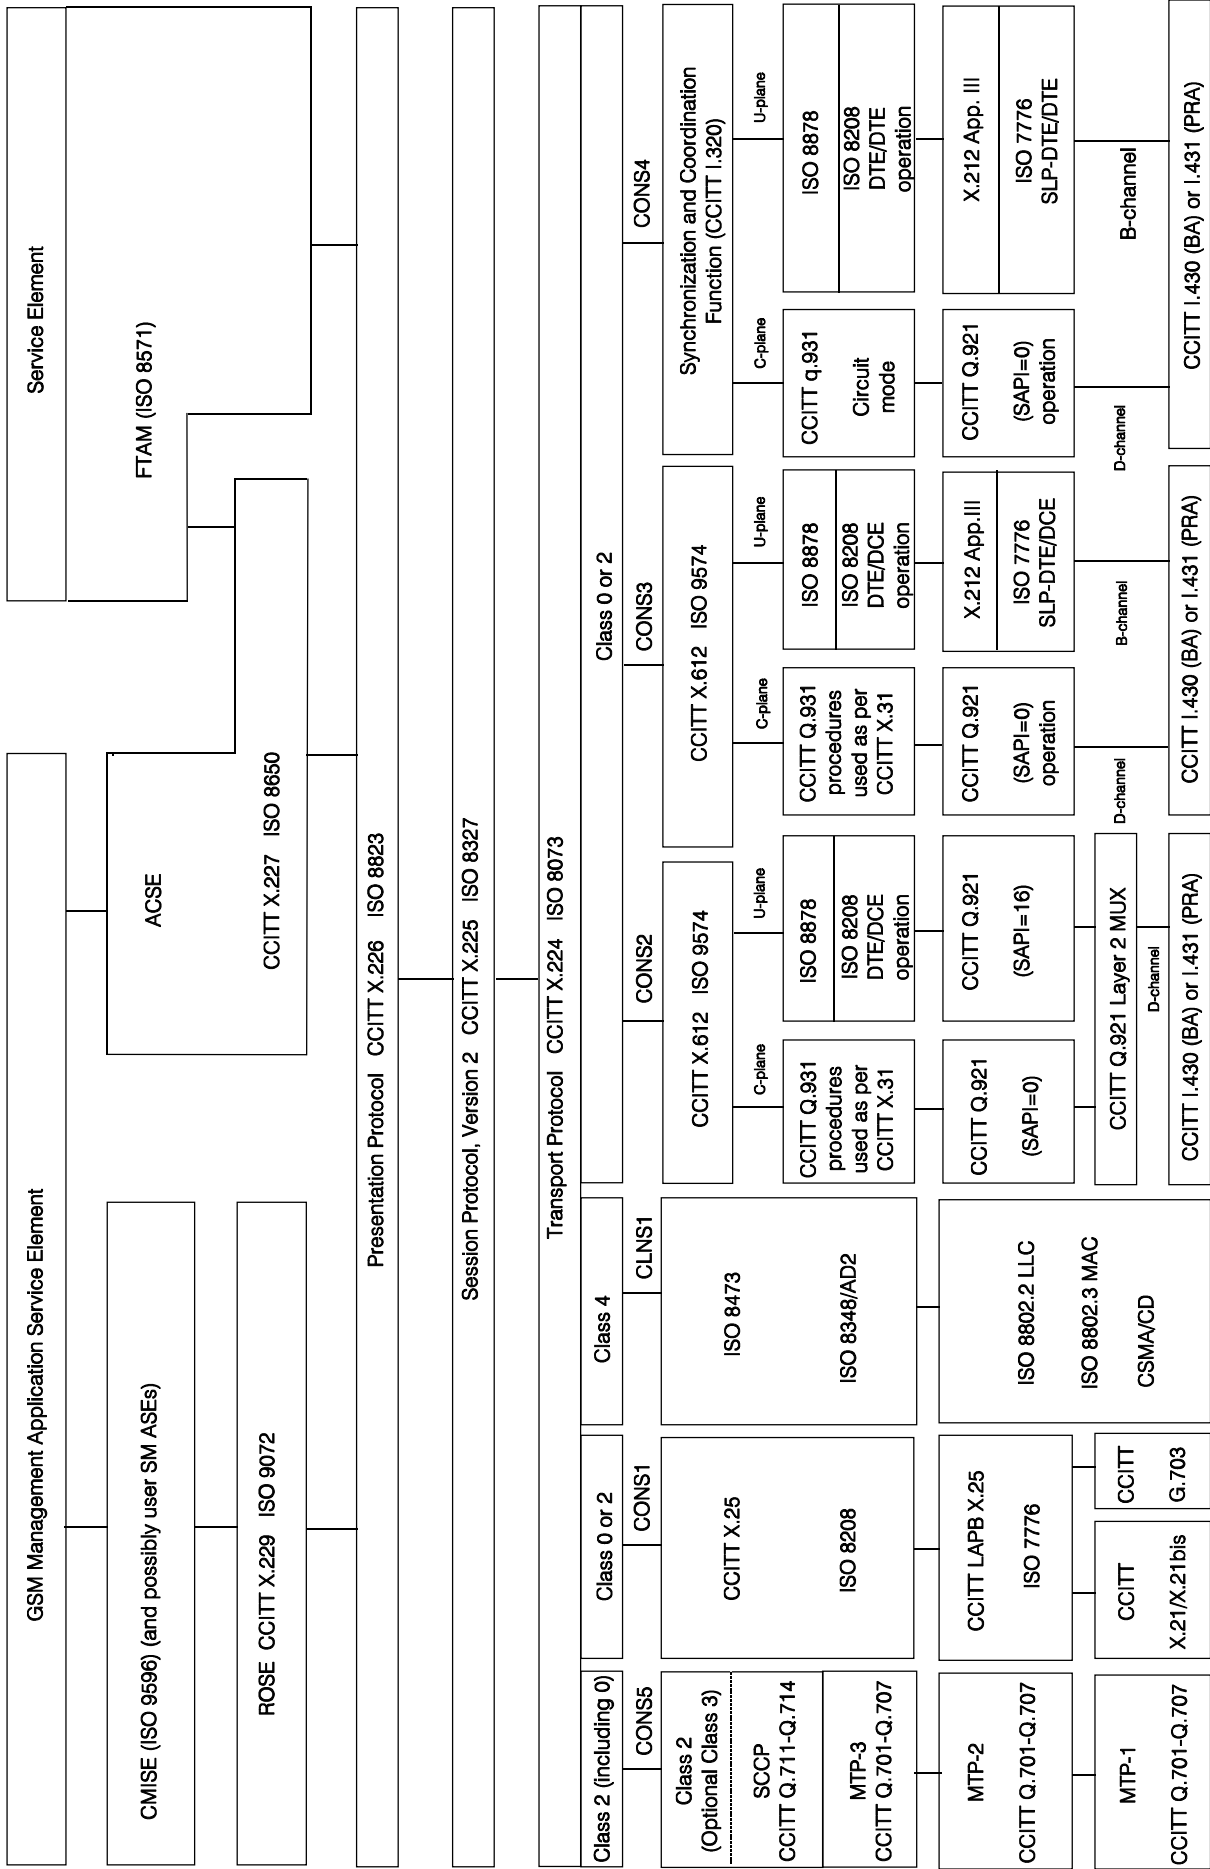 GSM Management Application Service Element
Service Element
CMISE (ISO 9596) (and possibly user SM ASEs)
ROSE CCITT X.229 ISO 9072
ACSE
CCITT X.227 ISO 8650
FTAM (ISO 8571)
Presentation Protocol CCITT X.226 ISO 8823
Session Protocol, Version 2 CCITT X.225 ISO 8327
Transport Protocol CCITT X.224 ISO 8073
Class 2 (including 0)
Class 0 or 2
Class 4
Class 0 or 2
CONS5
Class 2
(Optional Class 3)
SCCP
CCITT Q.711-Q.714
MTP-3
CCITT Q.701-Q.707
MTP-2
CCITT Q.701-Q.707
MTP-1
CCITT Q.701-Q.707
CONS1
CCITT X.25
ISO 8208
CCITT LAPB X.25
ISO 7776
CCITT
X.21/X.21bis
CCITT
G.703
CLNS1
ISO 8473
ISO 8348/AD2
ISO 8802.2 LLC
ISO 8802.3 MAC
CSMA/CD
CONS2
CCITT X.612 ISO 9574
C-plane
U-plane
CCITT Q.931
procedures
used as per
CCITT X.31
ISO 8878
ISO 8208
DTE/DCE
operation
CCITT Q.921
(SAPI=0)
CCITT Q.921
(SAPI=16)
CCITT Q.921 Layer 2 MUX
D-channel
CCITT I.430 (BA) or I.431 (PRA)
CONS3
CCITT X.612 ISO 9574
C-plane
U-plane
CCITT Q.931
procedures
used as per
CCITT X.31
ISO 8878
ISO 8208
DTE/DCE
operation
CCITT Q.921
(SAPI=0)
operation
X.212 App.III
ISO 7776
SLP-DTE/DCE
D-channel
B-channel
CCITT I.430 (BA) or I.431 (PRA)
CONS4
Synchronization and Coordination
Function (CCITT I.320)
C-plane
U-plane
CCITT q.931
Circuit
mode
ISO 8878
ISO 8208
DTE/DTE
operation
CCITT Q.921
(SAPI=0)
operation
X.212 App. III
ISO 7776
SLP-DTE/DTE
D-channel
B-channel
CCITT I.430 (BA) or I.431 (PRA)